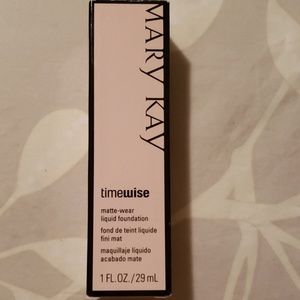 MARY KAY
timewise
matte-wear
liquid foundation
fond de teint liquide
fini mat
maquillaje líquido
acabado mate
1 FL.OZ./29 mL